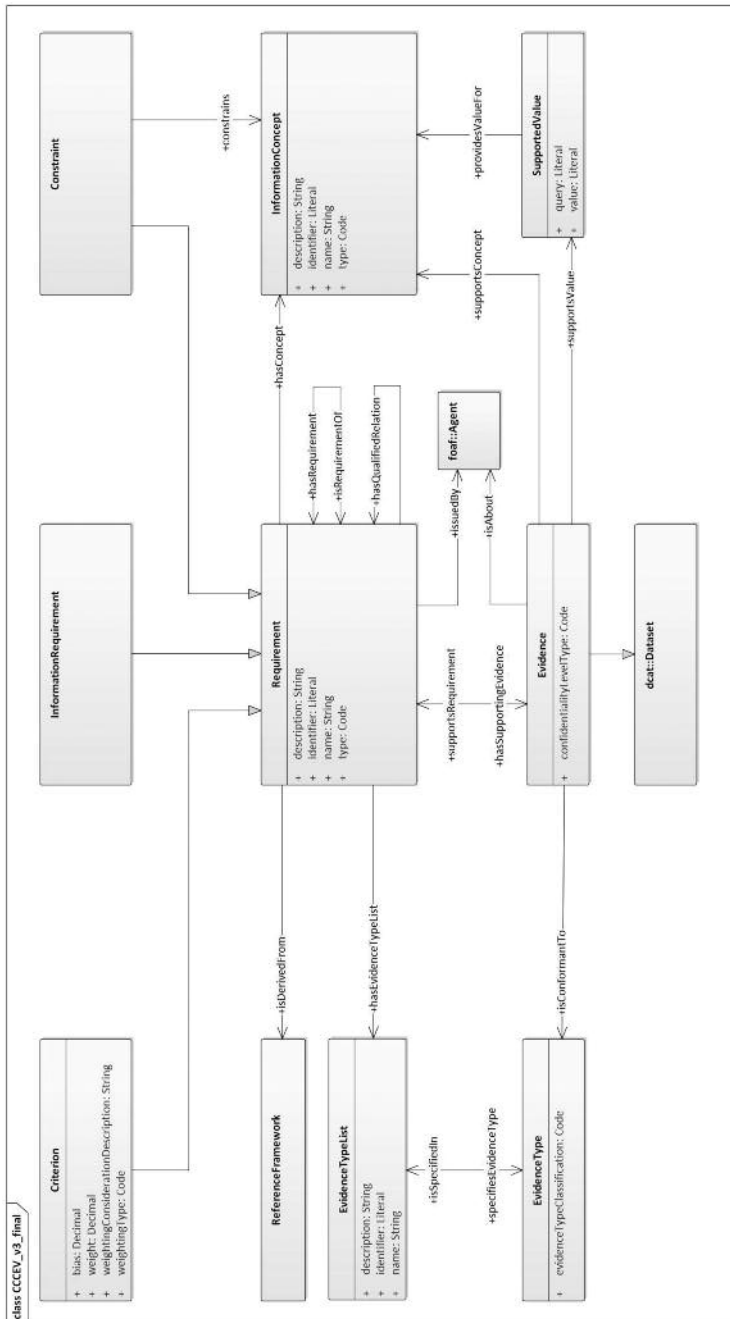 class CCCEV_v3_final
Criterion
+ bias: Decimal
+ weight: Decimal
+ weightingConsiderationDescription: String
+ weightingType: Code
InformationRequirement
Constraint
+constrains
ReferenceFramework
+isDerivedFrom
Requirement
+ description: String
+ identifier: Literal
+ name: String
+ type: Code
+hasConcept
InformationConcept
+ description: String
+ identifier: Literal
+ name: String
+ type: Code
+hasRequirement
+isRequirementOf
+hasQualifiedRelation
EvidenceTypeList
+ description: String
+ identifier: Literal
+ name: String
+hasEvidenceTypeList
+isSpecifiedIn
+specifiesEvidenceType
+supportsRequirement
+hasSupportingEvidence
+issuedBy
+isAbout
foaf::Agent
+supportsConcept
+providesValueFor
EvidenceType
+ evidenceTypeClassification: Code
+isConformantTo
Evidence
+ confidentialityLevelType: Code
+supportsValue
SupportedValue
+ query: Literal
+ value: Literal
dcat::Dataset